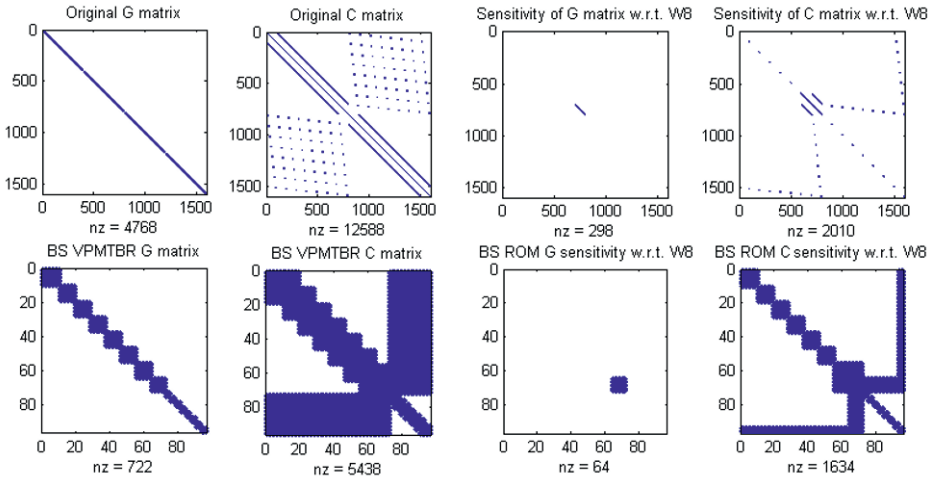 Original G matrix
Original C matrix
Sensitivity of G matrix w.r.t. W8
Sensitivity of C matrix w.r.t. W8
0
500
1000
1500
0 500 1000 1500
nz = 4768
0
500
1000
1500
0 500 1000 1500
nz = 12588
0
500
1000
1500
0 500 1000 1500
nz = 298
0
500
1000
1500
0 500 1000 1500
nz = 2010
BS VPMTBR G matrix
BS VPMTBR C matrix
BS ROM G sensitivity w.r.t. W8
BS ROM C sensitivity w.r.t. W8
0
20
40
60
80
0 20 40 60 80
nz = 722
0
20
40
60
80
0 20 40 60 80
nz = 5438
0
20
40
60
80
0 20 40 60 80
nz = 64
0
20
40
60
80
0 20 40 60 80
nz = 1634